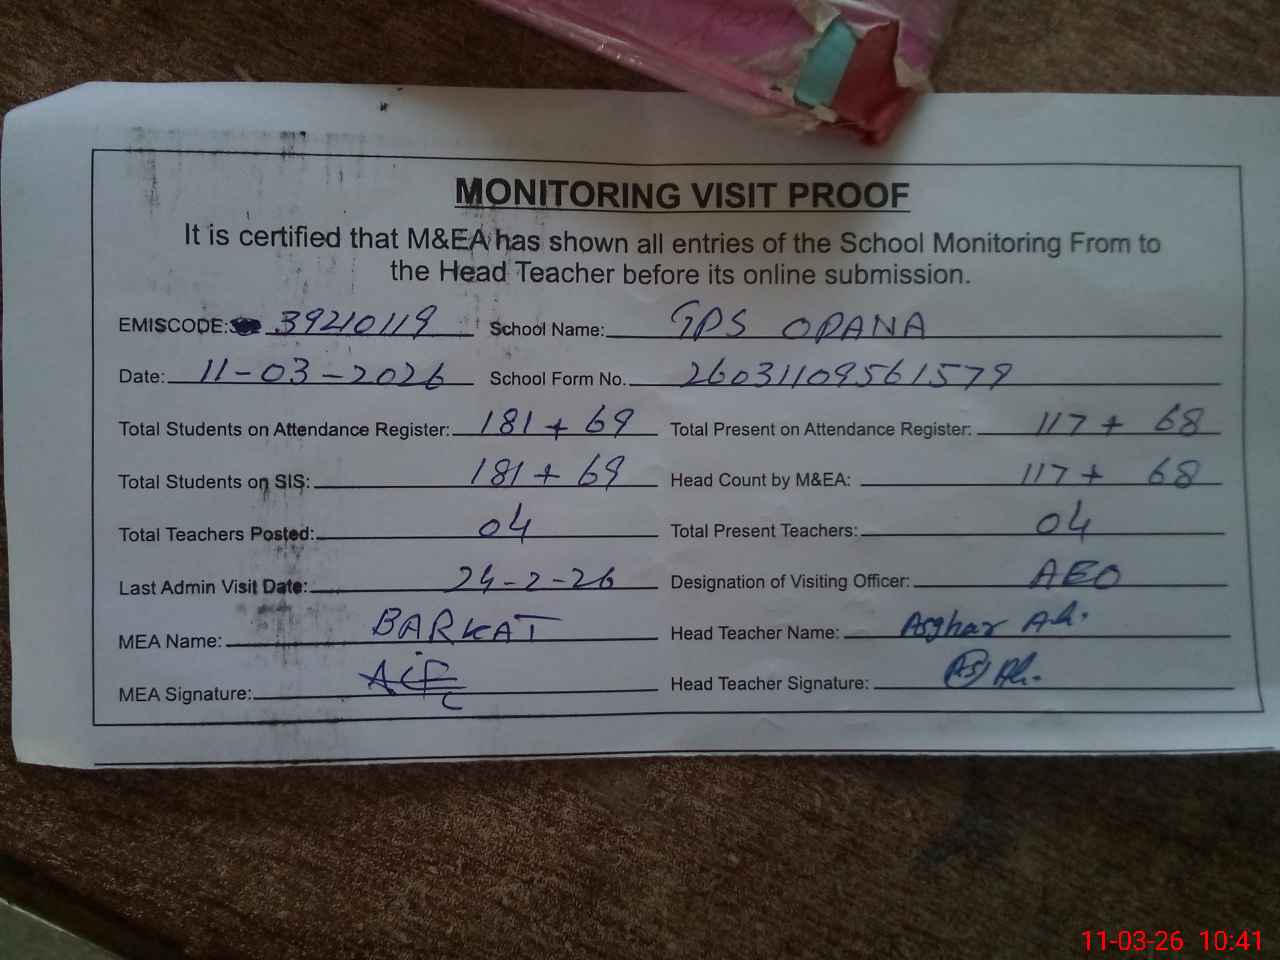 MONITORING VISIT PROOF
It is certified that M&EA has shown all entries of the School Monitoring From to
the Head Teacher before its online submission.
EMISCODE: 39210119 School Name: GPS OPANA
Date: 11-03-2026 School Form No. 26031109561579
Total Students on Attendance Register: 181 + 69 Total Present on Attendance Register: 117 + 68
Total Students on SIS: 181 + 69 Head Count by M&EA: 117 + 68
Total Teachers Posted: 04 Total Present Teachers: 04
Last Admin Visit Date: 24-2-26 Designation of Visiting Officer: AEO
MEA Name: BARKAT Head Teacher Name: Asghar Ali.
MEA Signature: Head Teacher Signature:
11-03-26 10:41